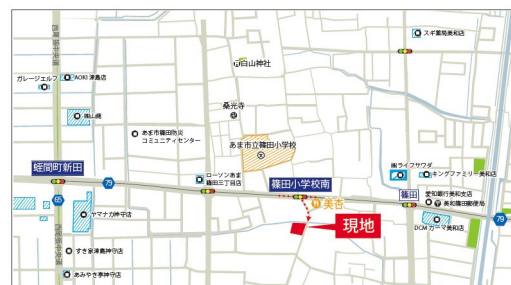 スギ薬局美和店
白山神社
AOKI 津島店
ガレージエルフ
桑光寺
あま市篠田防災
コミュニティセンター
あま市立篠田小学校
蛭間町新田
79
ローソンあま
篠田三丁目店
篠田小学校南
㈱ライフサワダ
キングファミリー美和店
65
美杏
篠田
愛知銀行美和支店
美和篠田郵便局
ヤマナカ神守店
現地
DCM カーマ美和店
79
すき家津島神守店
あみやき亭神守店